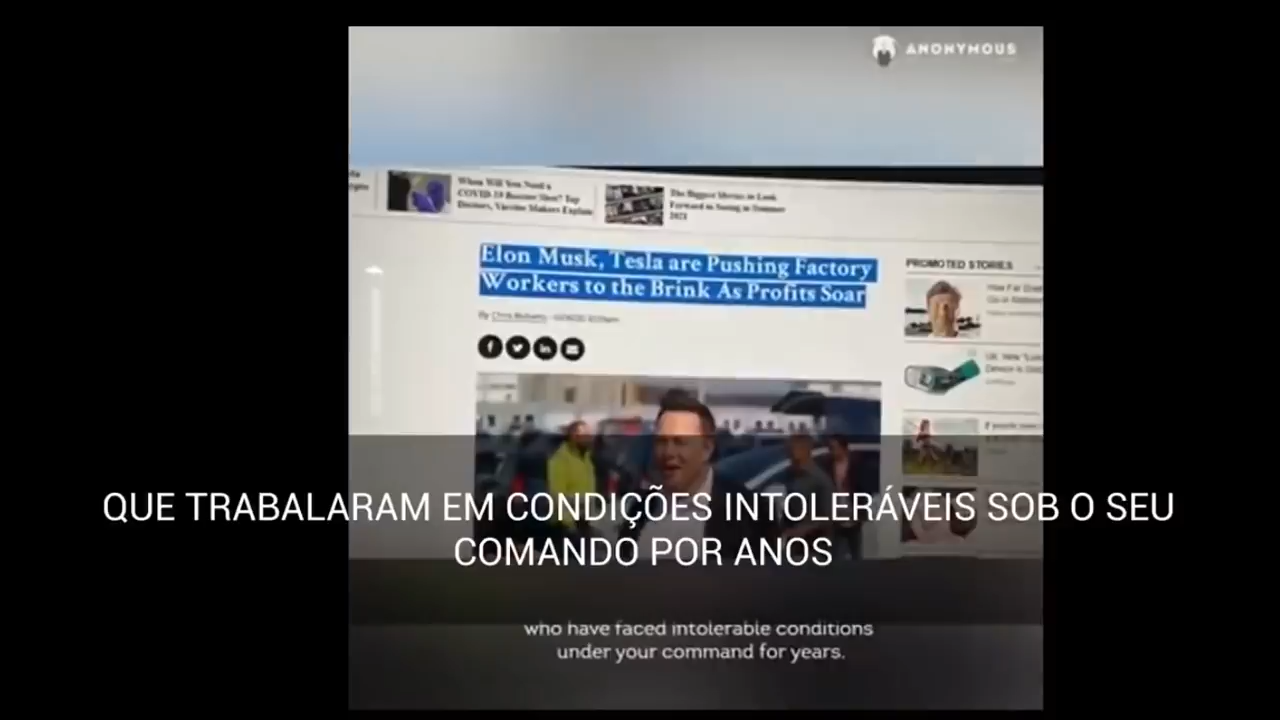 ANONYMOUS
When Will You Need a
COVID-19 Booster Shot? Top
Doctors, Vaccine Makers Explain
The Biggest Movies to Look
Forward to Seeing in Summer
2021
Elon Musk, Tesla are Pushing Factory
Workers to the Brink As Profits Soar
PROMOTED STORIES
By Chris
QUE TRABALARAM EM CONDIÇÕES INTOLERÁVEIS SOB O SEU
COMANDO POR ANOS
who have faced intolerable conditions
under your command for years.